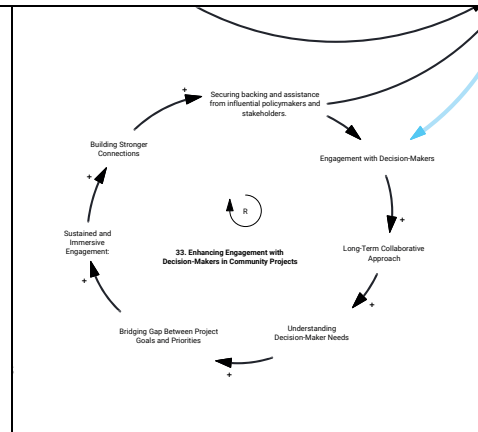 +
Securing backing and assistance
from influential policymakers and
stakeholders.
Building Stronger
Connections
Engagement with Decision-Makers
+
R
+
Sustained and
Immersive
Engagement:
33. Enhancing Engagement with
Decision-Makers in Community Projects
Long-Term Collaborative
Approach
+
+
Bridging Gap Between Project
Goals and Priorities
Understanding
Decision-Maker Needs
+